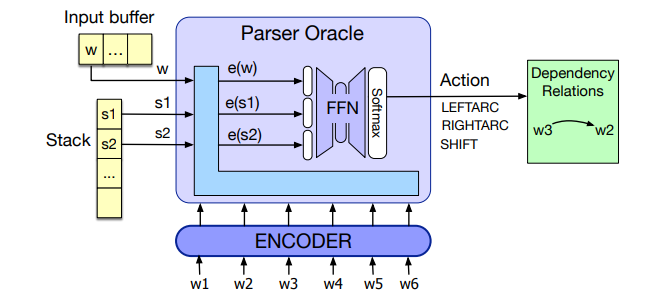 Input buffer
w ...
Parser Oracle
w
e(w)
s1
s1
e(s1)
Stack
s2
s2
e(s2)
...
FFN
Softmax
Action
LEFTARC
RIGHTARC
SHIFT
Dependency
Relations
w3 w2
ENCODER
w1 w2 w3 w4 w5 w6